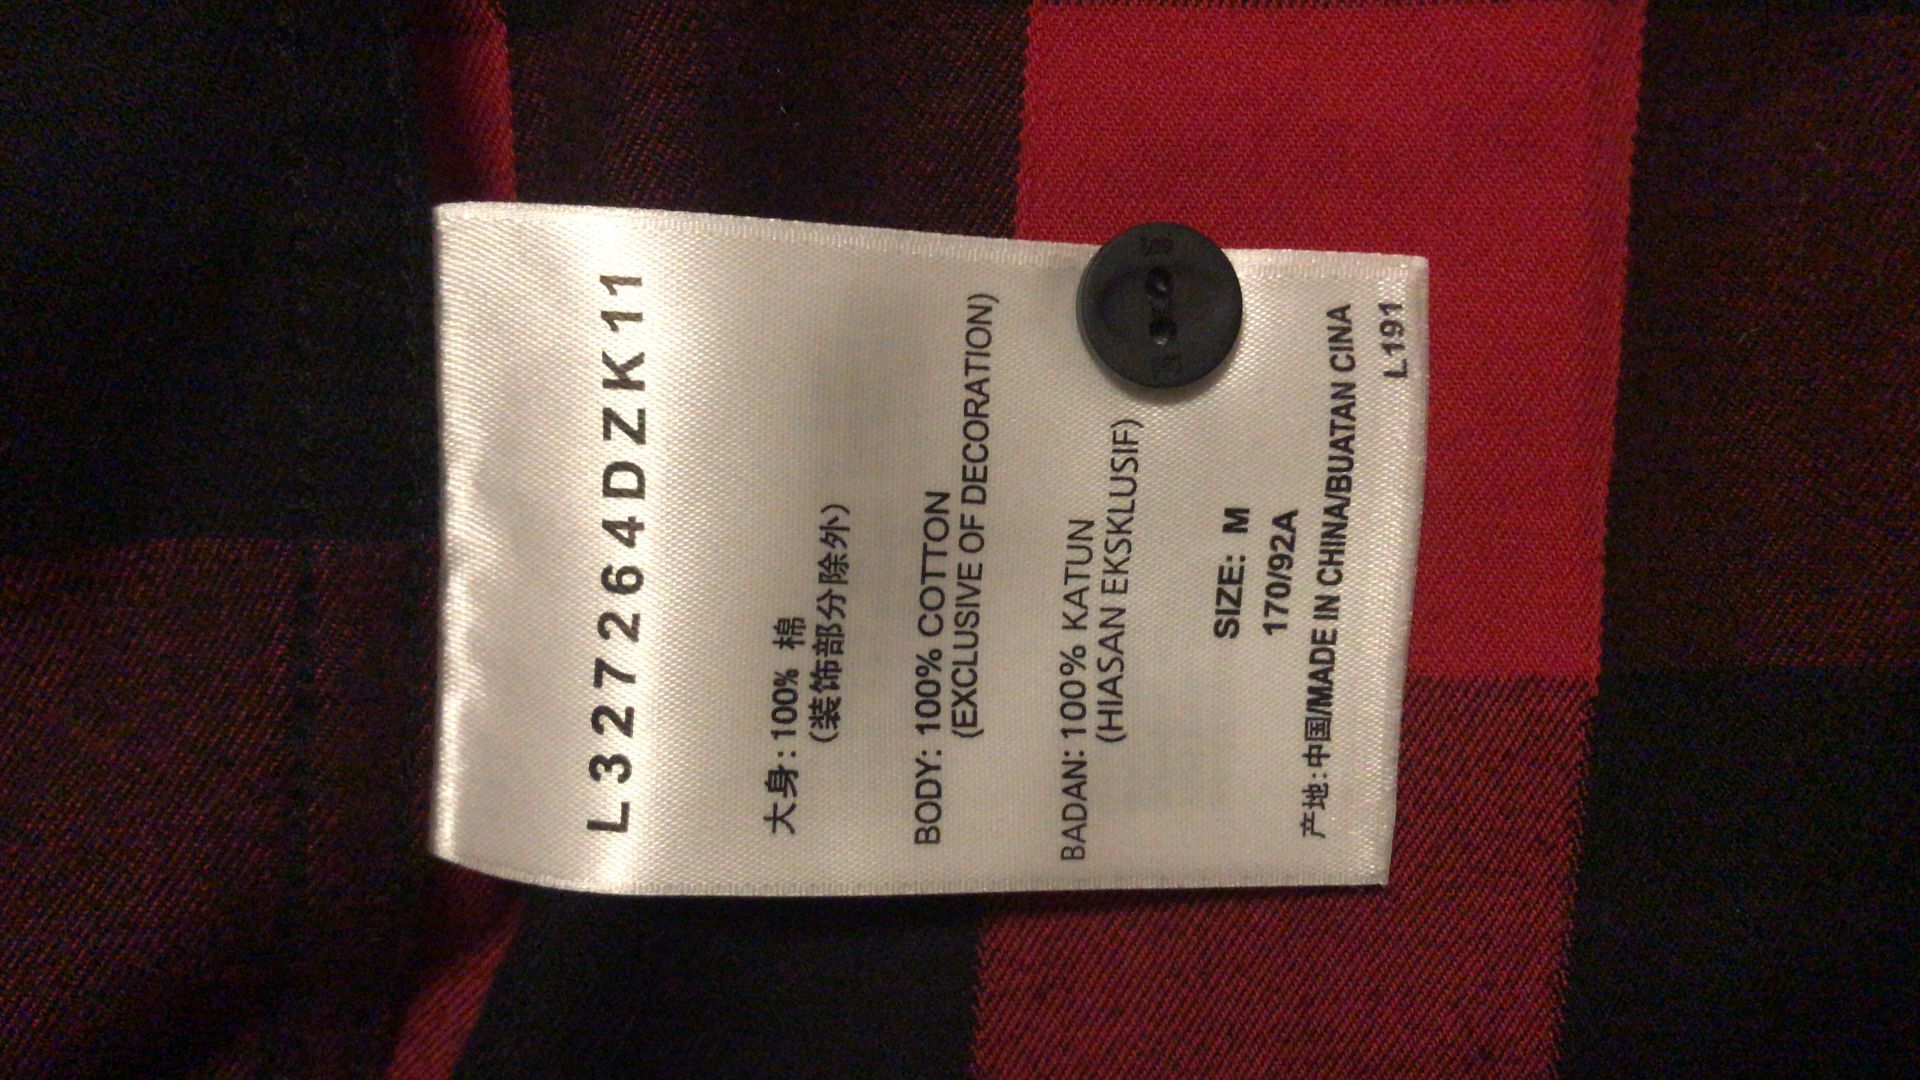 L327264DZK11
大身:100% 棉
(装饰部分除外)
BODY: 100% COTTON
(EXCLUSIVE OF DECORATION)
BADAN: 100% KATUN
(HIASAN EKSKLUSIF)
SIZE: M
170/92A
产地:中国/MADE IN CHINA/BUATAN CINA
L191